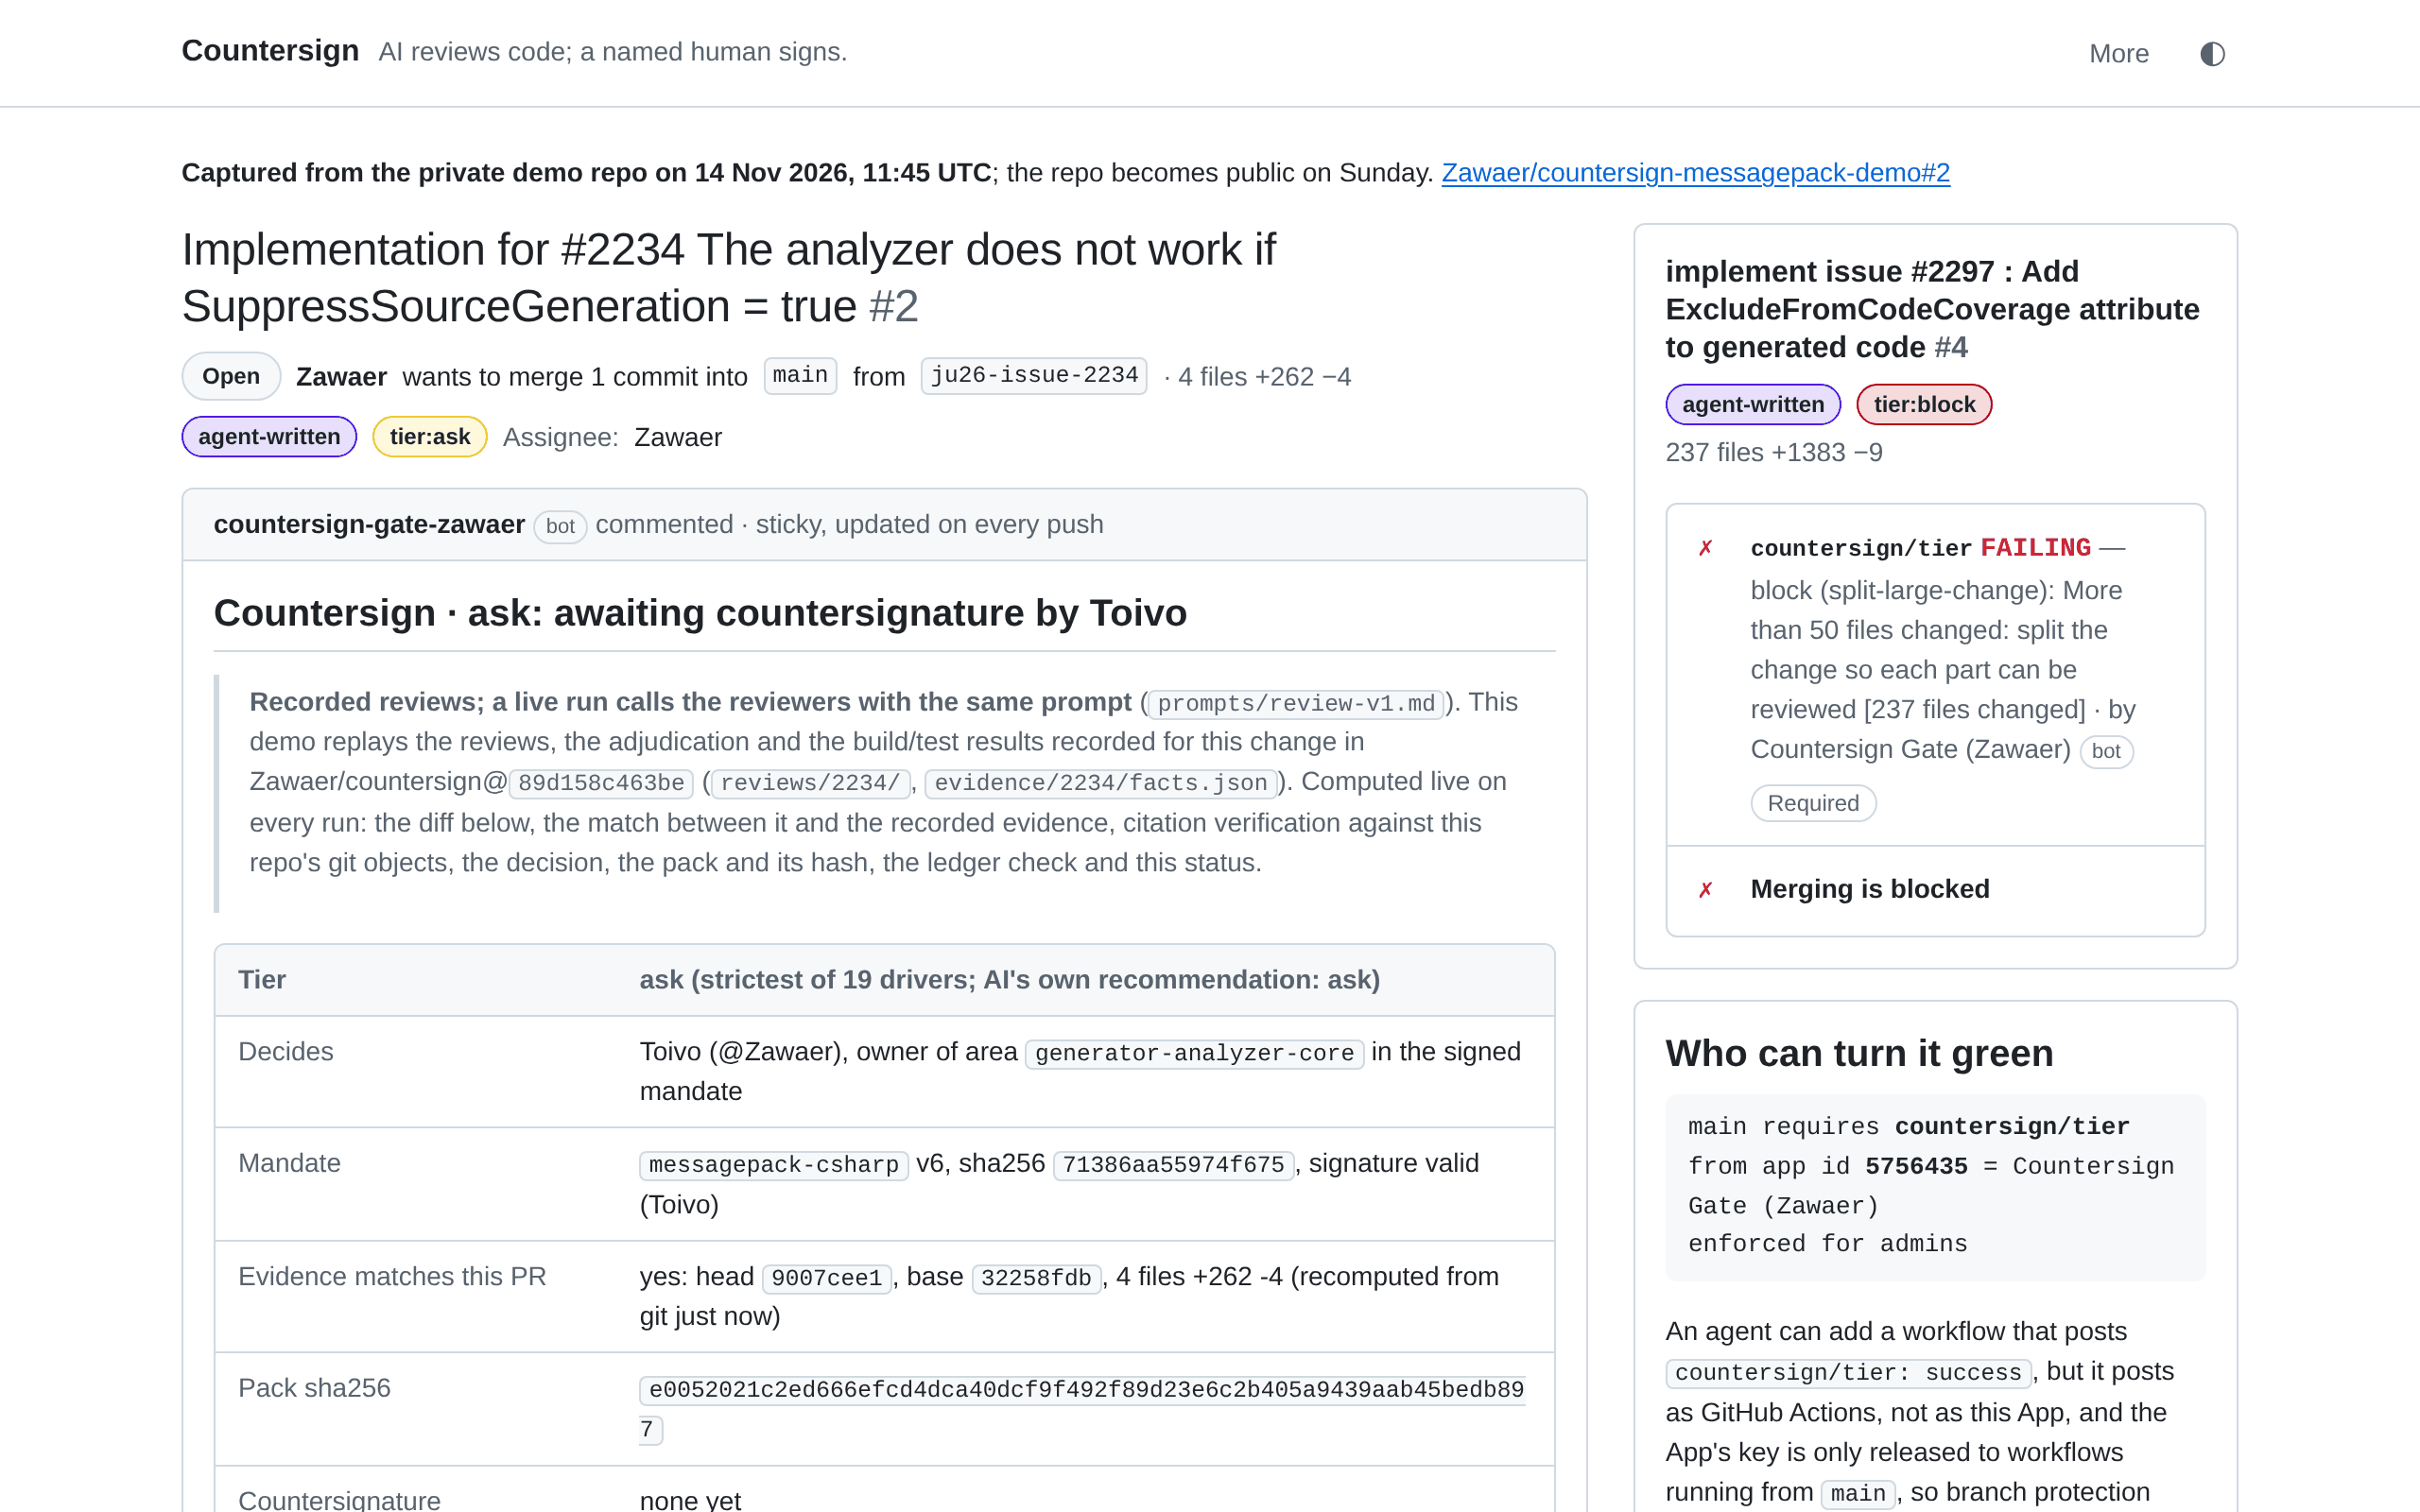 Countersign AI reviews code; a named human signs.
More
Captured from the private demo repo on 14 Nov 2026, 11:45 UTC; the repo becomes public on Sunday. Zawaer/countersign-messagepack-demo#2
Implementation for #2234 The analyzer does not work if
SuppressSourceGeneration = true #2
Open Zawaer wants to merge 1 commit into main from ju26-issue-2234 · 4 files +262 −4
agent-written tier:ask Assignee: Zawaer
countersign-gate-zawaer bot commented · sticky, updated on every push
Countersign · ask: awaiting countersignature by Toivo
Recorded reviews; a live run calls the reviewers with the same prompt (prompts/review-v1.md). This
demo replays the reviews, the adjudication and the build/test results recorded for this change in
Zawaer/countersign@89d158c463be (reviews/2234/, evidence/2234/facts.json). Computed live on
every run: the diff below, the match between it and the recorded evidence, citation verification against this
repo's git objects, the decision, the pack and its hash, the ledger check and this status.
Tier ask (strictest of 19 drivers; AI's own recommendation: ask)
Decides Toivo (@Zawaer), owner of area generator-analyzer-core in the signed
mandate
Mandate messagepack-csharp v6, sha256 71386aa55974f675, signature valid
(Toivo)
Evidence matches this PR yes: head 9007cee1, base 32258fdb, 4 files +262 -4 (recomputed from
git just now)
Pack sha256 e0052021c2ed666efcd4dca40dcf9f492f89d23e6c2b405a9439aab45bedb89
7
Countersignature none yet
implement issue #2297 : Add
ExcludeFromCodeCoverage attribute
to generated code #4
agent-written tier:block
237 files +1383 −9
✗ countersign/tier FAILING —
block (split-large-change): More
than 50 files changed: split the
change so each part can be
reviewed [237 files changed] · by
Countersign Gate (Zawaer) bot
Required
✗ Merging is blocked
Who can turn it green
main requires countersign/tier
from app id 5756435 = Countersign
Gate (Zawaer)
enforced for admins
An agent can add a workflow that posts
countersign/tier: success, but it posts
as GitHub Actions, not as this App, and the
App's key is only released to workflows
running from main, so branch protection